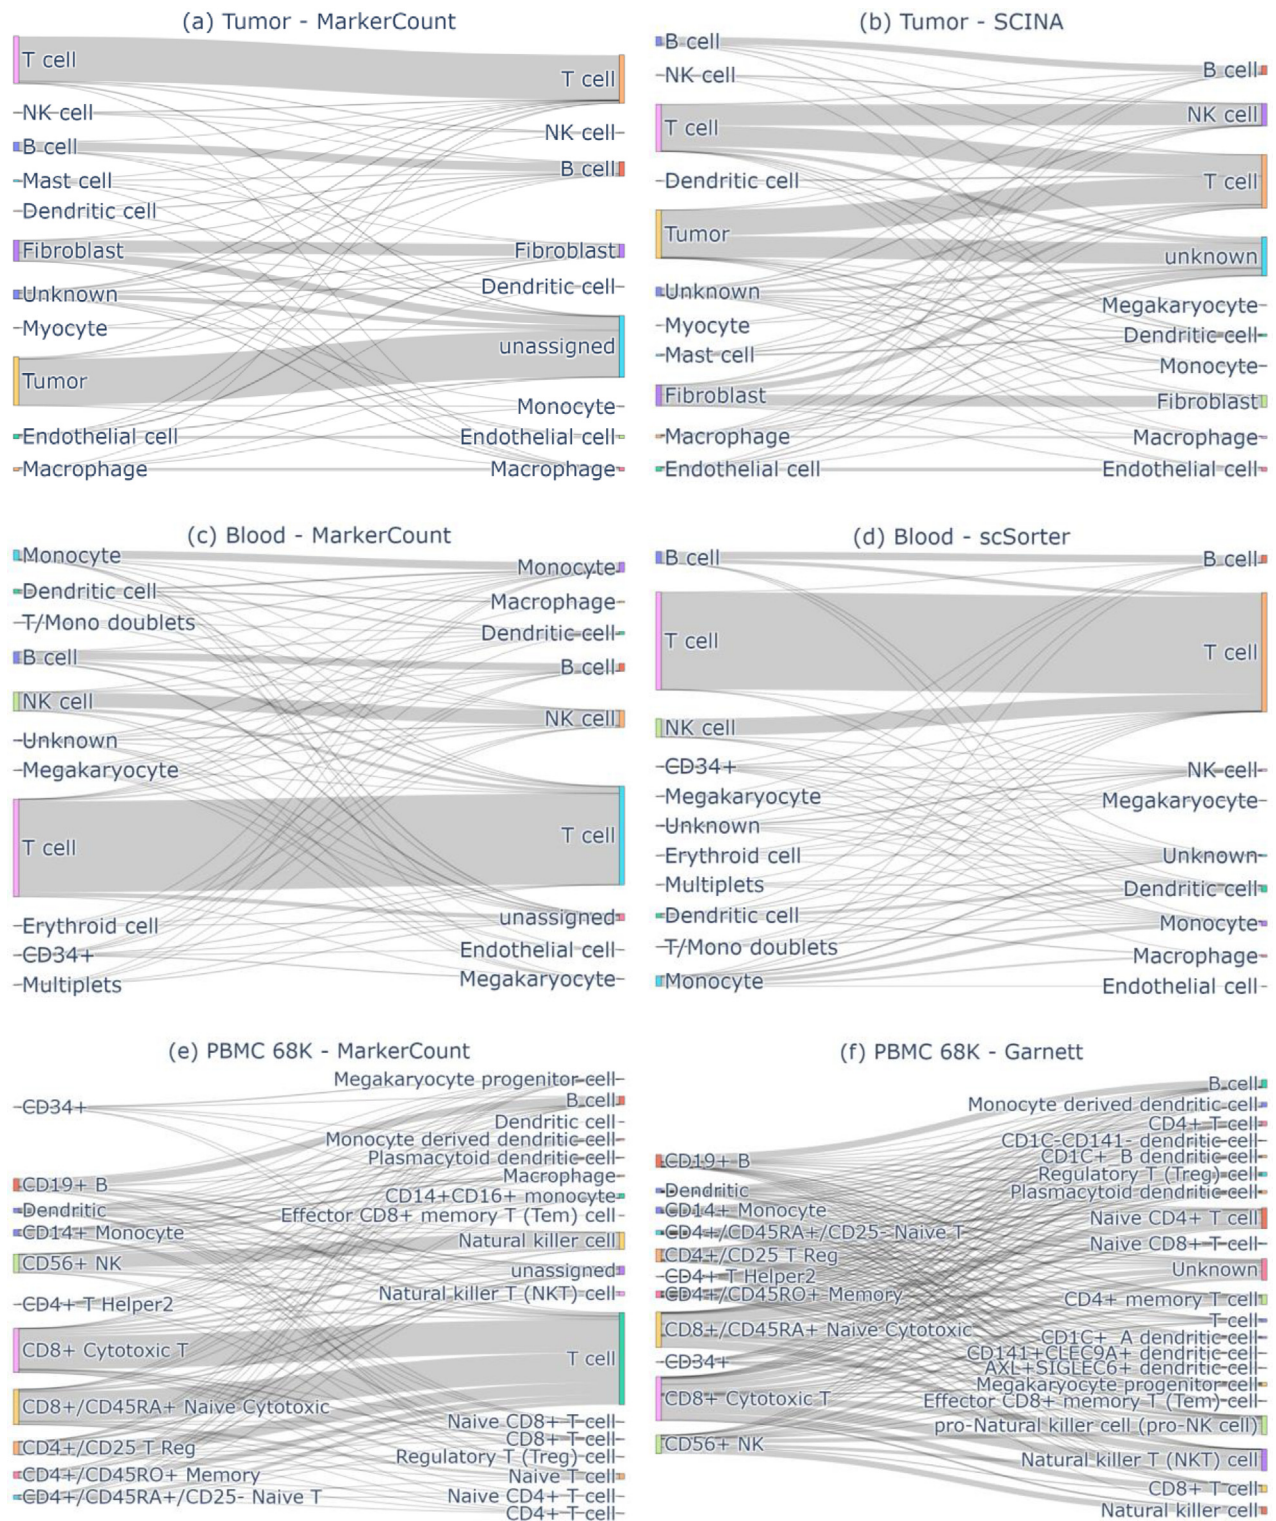 (a) Tumor - MarkerCount
T cell
NK cell
B cell
Mast cell
Dendritic cell
Fibroblast
Unknown
Myocyte
Tumor
Endothelial cell
Macrophage
T cell
NK cell
B cell
Fibroblast
Dendritic cell
unassigned
Monocyte
Endothelial cell
Macrophage
(b) Tumor - SCINA
B cell
NK cell
T cell
Dendritic cell
Tumor
Unknown
Myocyte
Mast cell
Fibroblast
Macrophage
Endothelial cell
B cell
NK cell
T cell
unknown
Megakaryocyte
Dendritic cell
Monocyte
Fibroblast
Macrophage
Endothelial cell
(c) Blood - MarkerCount
Monocyte
Dendritic cell
T/Mono doublets
B cell
NK cell
Unknown
Megakaryocyte
T cell
Erythroid cell
CD34+
Multiplets
Monocyte
Macrophage
Dendritic cell
B cell
NK cell
T cell
unassigned
Endothelial cell
Megakaryocyte
(d) Blood - scSorter
B cell
T cell
NK cell
CD34+
Megakaryocyte
Unknown
Erythroid cell
Multiplets
Dendritic cell
T/Mono doublets
Monocyte
B cell
T cell
NK cell
Megakaryocyte
Unknown
Dendritic cell
Monocyte
Macrophage
Endothelial cell
(e) PBMC 68K - MarkerCount
CD34+
CD19+ B
Dendritic
CD14+ Monocyte
CD56+ NK
CD4+ T Helper2
CD8+ Cytotoxic T
CD8+/CD45RA+ Naive Cytotoxic
CD4+/CD25 T Reg
CD4+/CD45RO+ Memory
CD4+/CD45RA+/CD25- Naive T
Megakaryocyte progenitor cell
B cell
Dendritic cell
Monocyte derived dendritic cell
Plasmacytoid dendritic cell
Macrophage
CD14+CD16+ monocyte
Effector CD8+ memory T (Tem) cell
Natural killer cell
unassigned
Natural killer T (NKT) cell
T cell
Naive CD8+ T cell
CD8+ T cell
Regulatory T (Treg) cell
Naive T cell
Naive CD4+ T cell
CD4+ T cell
(f) PBMC 68K - Garnett
CD19+ B
Dendritic
CD14+ Monocyte
CD4+/CD45RA+/CD25- Naive T
CD4+/CD25 T Reg
CD4+ T Helper2
CD4+/CD45RO+ Memory
CD8+/CD45RA+ Naive Cytotoxic
CD34+
CD8+ Cytotoxic T
CD56+ NK
B cell
Monocyte derived dendritic cell
CD4+ T cell
CD1C-CD141- dendritic cell
CD1C+_B dendritic cell
Regulatory T (Treg) cell
Plasmacytoid dendritic cell
Naive CD4+ T cell
Naive CD8+ T cell
Unknown
CD4+ memory T cell
T cell
CD1C+_A dendritic cell
CD141+CLEC9A+ dendritic cell
AXL+SIGLEC6+ dendritic cell
Megakaryocyte progenitor cell
Effector CD8+ memory T (Tem) cell
pro-Natural killer cell (pro-NK cell)
Natural killer T (NKT) cell
CD8+ T cell
Natural killer cell